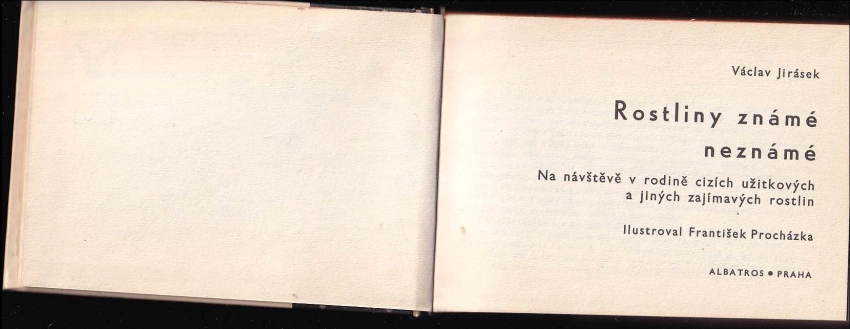 Václav Jirásek
Rostliny známé
neznámé
Na návštěvě v rodině cizích užitkových
a jiných zajímavých rostlin
Ilustroval František Procházka
ALBATROS • PRAHA